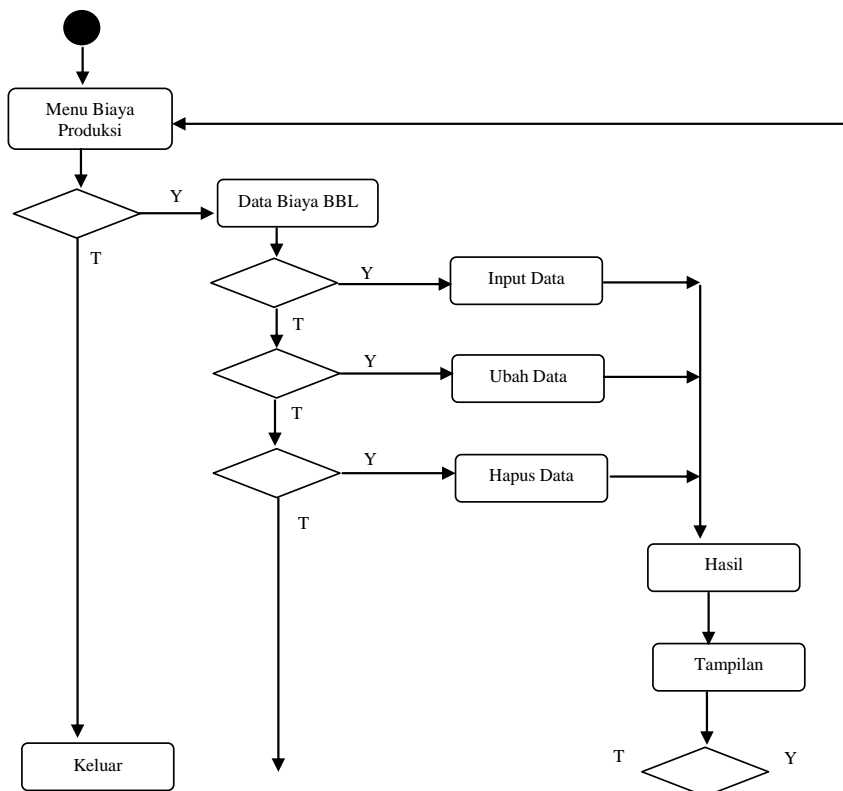 Menu Biaya
Produksi
Y
Data Biaya BBL
T
Y
Input Data
T
Y
Ubah Data
T
Y
Hapus Data
T
Hasil
Tampilan
Keluar
T
Y